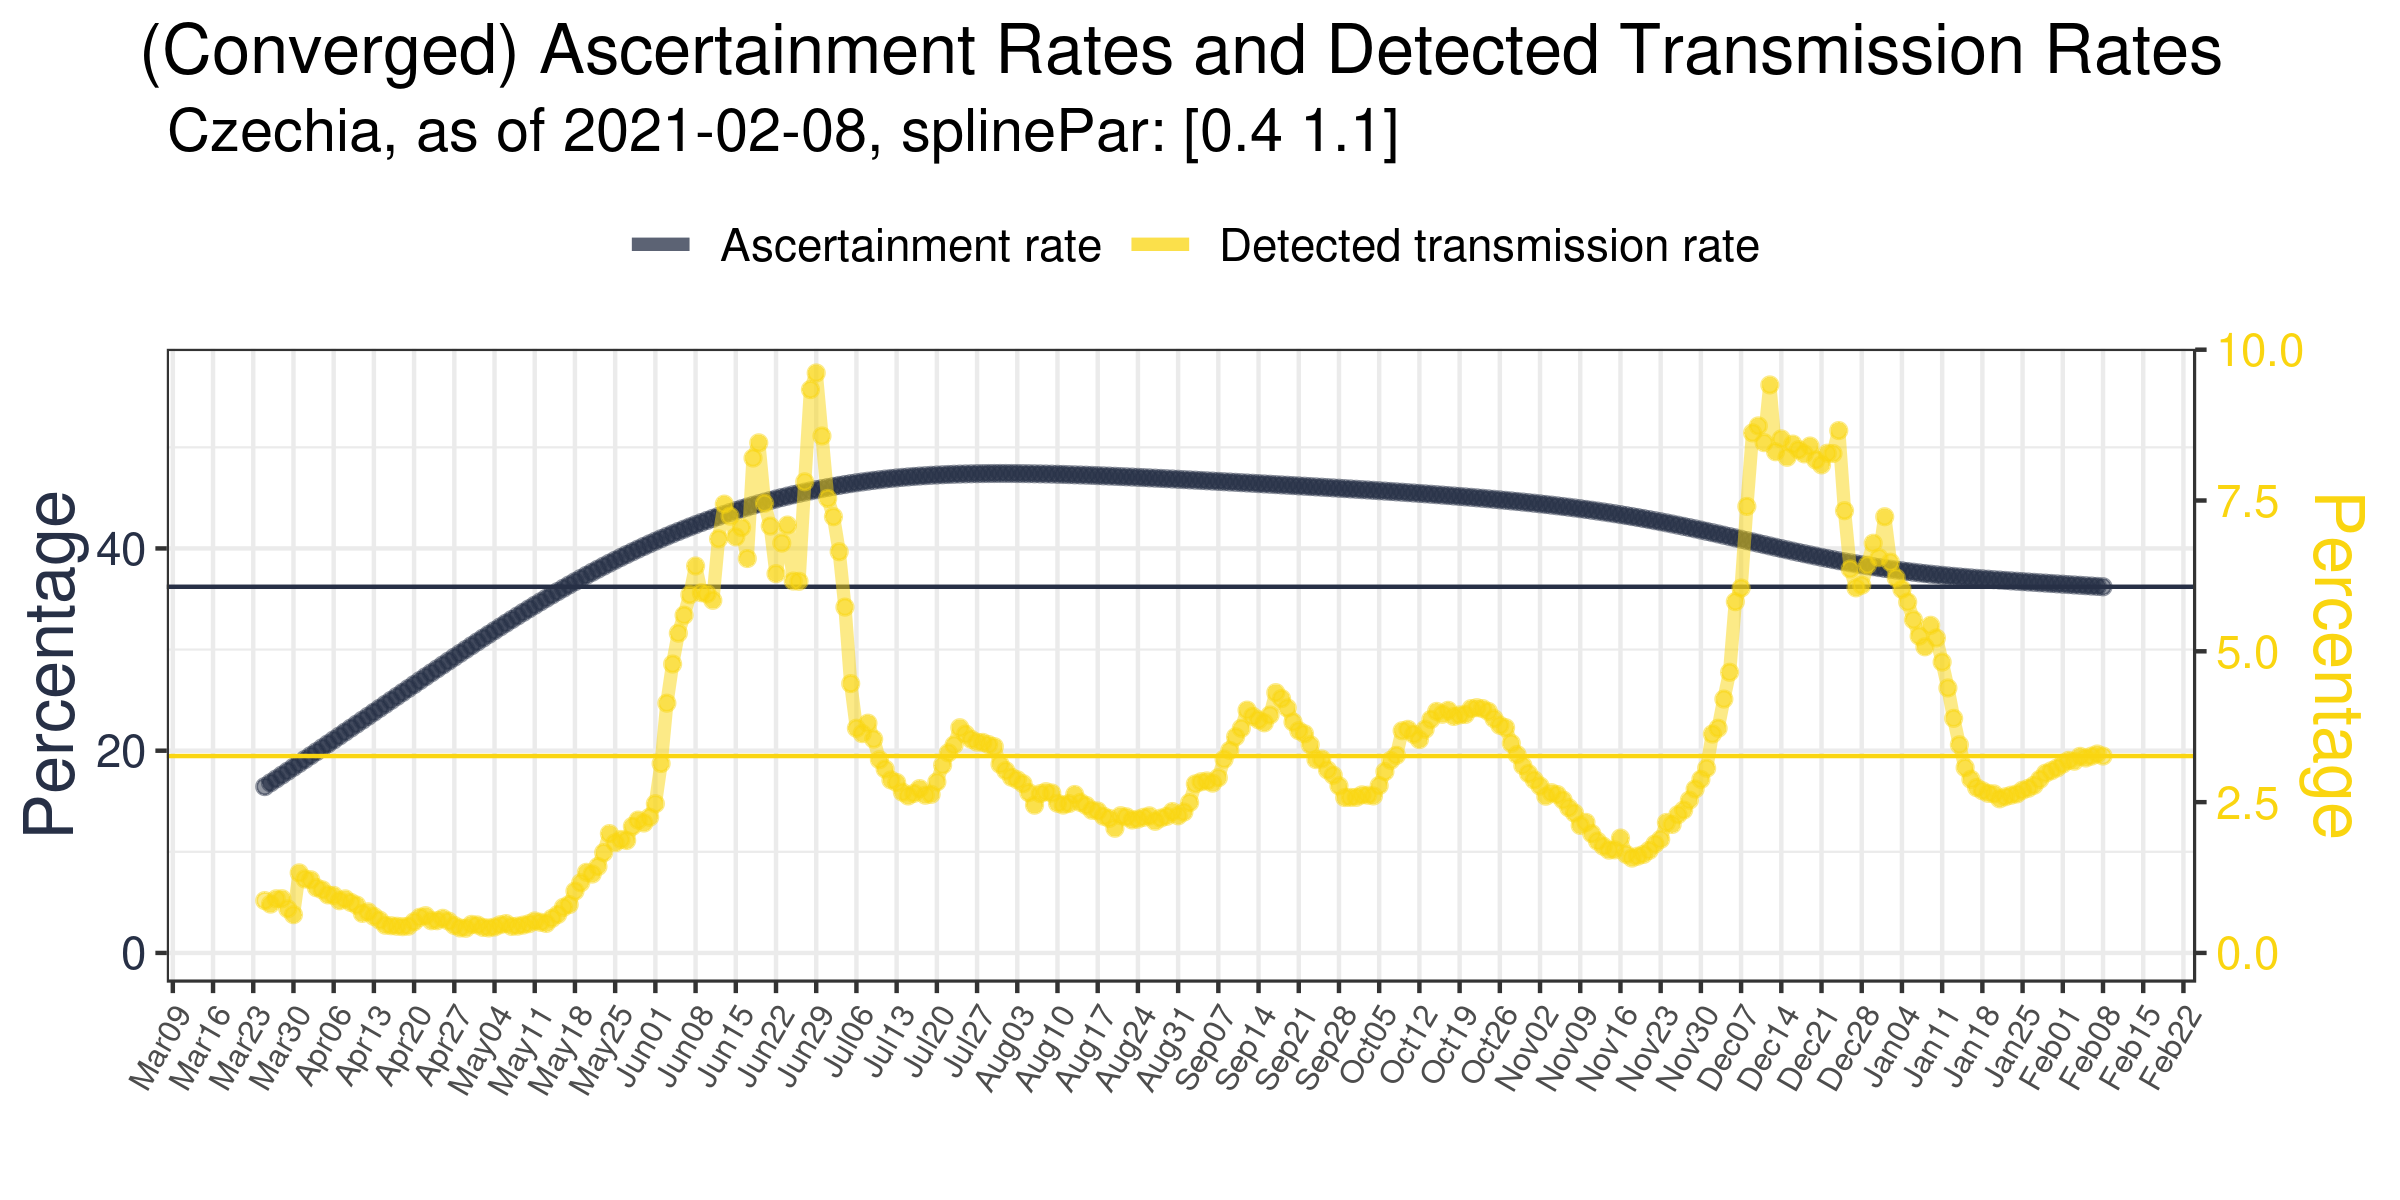 (Converged) Ascertainment Rates and Detected Transmission Rates
Czechia, as of 2021-02-08, splinePar: [0.4 1.1]
Ascertainment rate Detected transmission rate
Percentage
40
20
0
10.0
7.5
5.0
2.5
0.0
Percentage
Mar09 Mar16 Mar23 Mar30 Apr06 Apr13 Apr20 Apr27 May04 May11 May18 May25 Jun01 Jun08 Jun15 Jun22 Jun29 Jul06 Jul13 Jul20 Jul27 Aug03 Aug10 Aug17 Aug24 Aug31 Sep07 Sep14 Sep21 Sep28 Oct05 Oct12 Oct19 Oct26 Nov02 Nov09 Nov16 Nov23 Nov30 Dec07 Dec14 Dec21 Dec28 Jan04 Jan11 Jan18 Jan25 Feb01 Feb08 Feb15 Feb22